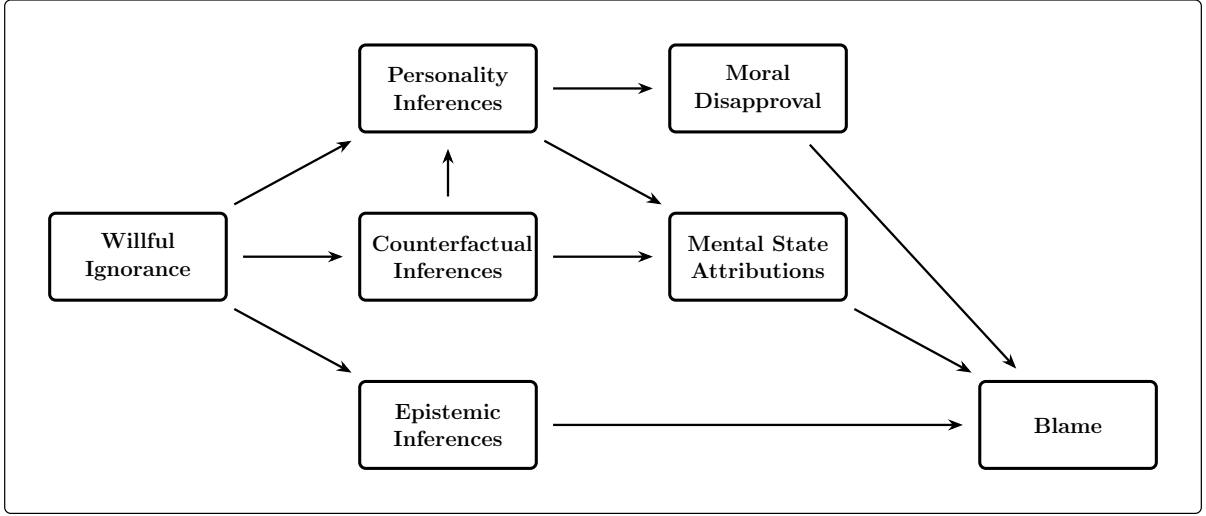 Personality
Inferences
Moral
Disapproval
Willful
Ignorance
Counterfactual
Inferences
Mental State
Attributions
Epistemic
Inferences
Blame